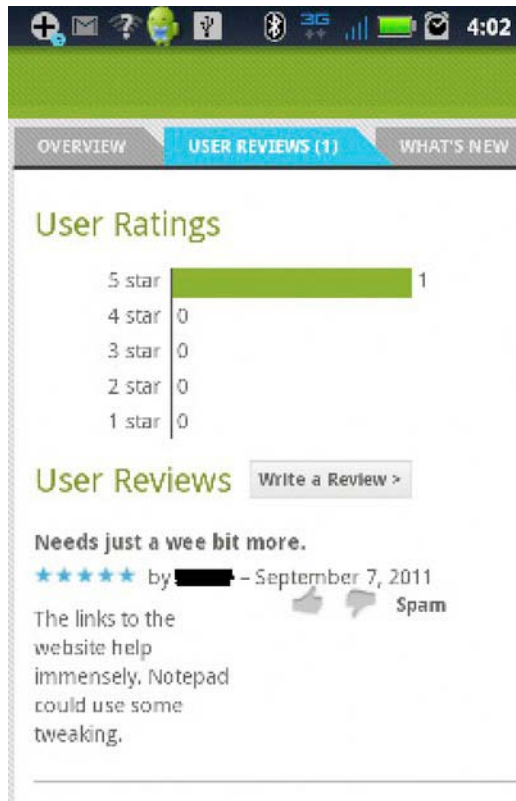 3G
4:02
OVERVIEW USER REVIEWS (1) WHAT'S NEW
User Ratings
5 star 1
4 star 0
3 star 0
2 star 0
1 star 0
User Reviews Write a Review >
Needs just a wee bit more.
by – September 7, 2011
Spam
The links to the
website help
immensely. Notepad
could use some
tweaking.